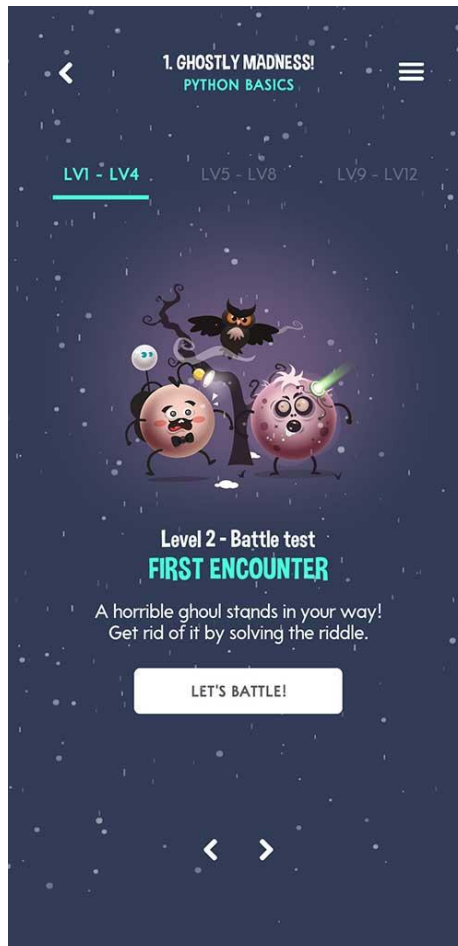 1. GHOSTLY MADNESS!
PYTHON BASICS
LV1 - LV4
LV5 - LV8
LV9 - LV12
Level 2 - Battle test
FIRST ENCOUNTER
A horrible ghoul stands in your way!
Get rid of it by solving the riddle.
LET'S BATTLE!